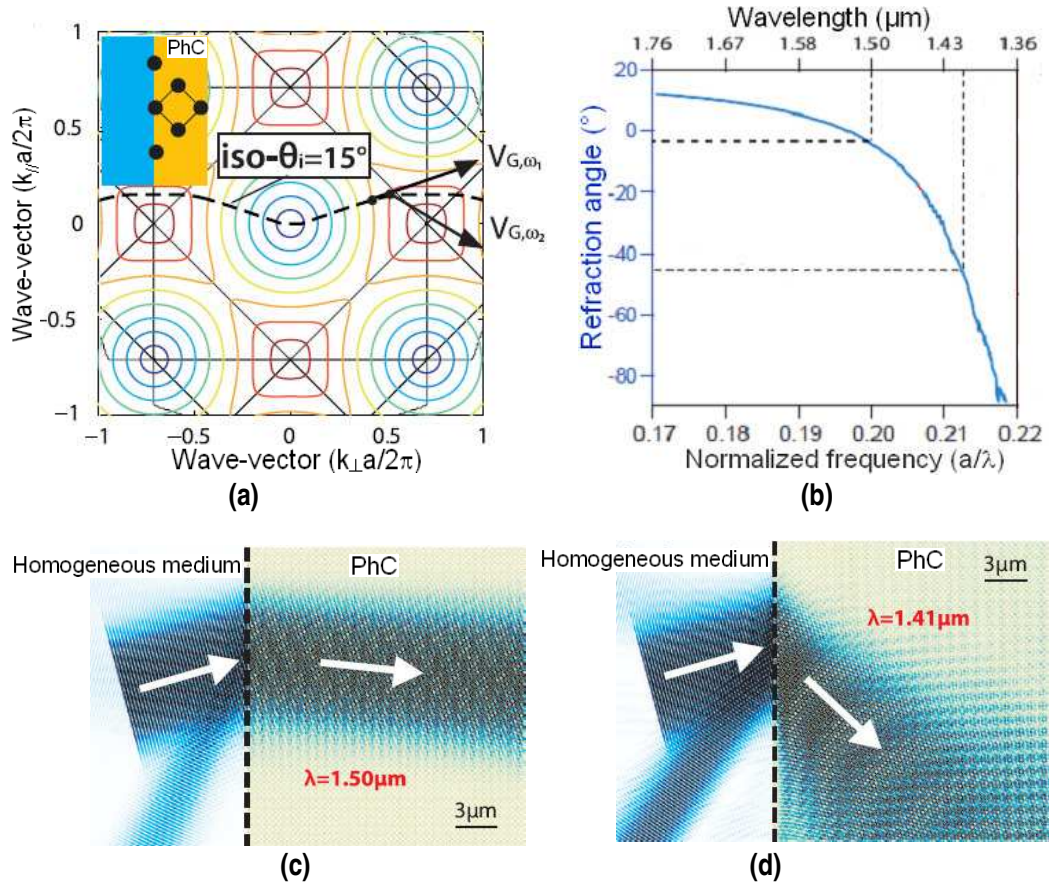 PhC
iso-θi=15°
VG,ω1
VG,ω2
1
0.5
0
-0.5
-1
Wave-vector (k//a/2π)
-1
-0.5
0
0.5
1
Wave-vector (k⊥a/2π)
(a)
Wavelength (μm)
1.76 1.67 1.58 1.50 1.43 1.36
20
0
-20
-40
-60
-80
Refraction angle (°)
0.17 0.18 0.19 0.20 0.21 0.22
Normalized frequency (a/λ)
(b)
Homogeneous medium
PhC
λ=1.50μm
3μm
(c)
Homogeneous medium
PhC
3μm
λ=1.41μm
(d)